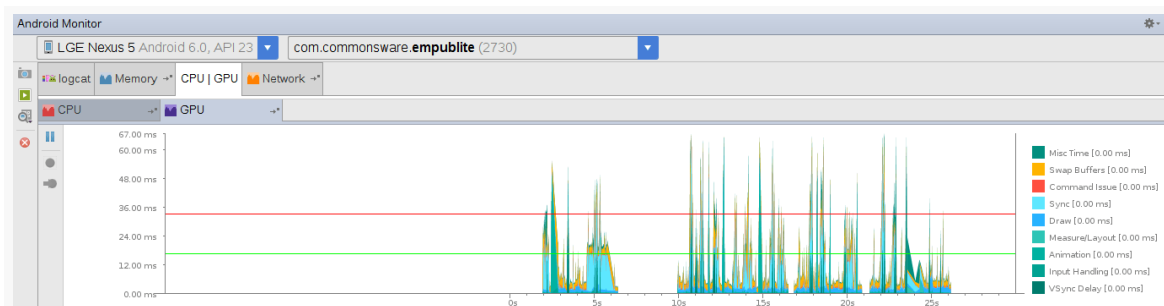 Android Monitor
LGE Nexus 5 Android 6.0, API 23 com.commonsware.empublite (2730)
logcat Memory CPU | GPU Network
CPU GPU
67.00 ms
60.00 ms
48.00 ms
36.00 ms
24.00 ms
12.00 ms
0.00 ms
0s 5s 10s 15s 20s 25s
Misc Time [0.00 ms]
Swap Buffers [0.00 ms]
Command Issue [0.00 ms]
Sync [0.00 ms]
Draw [0.00 ms]
Measure/Layout [0.00 ms]
Animation [0.00 ms]
Input Handling [0.00 ms]
VSync Delay [0.00 ms]